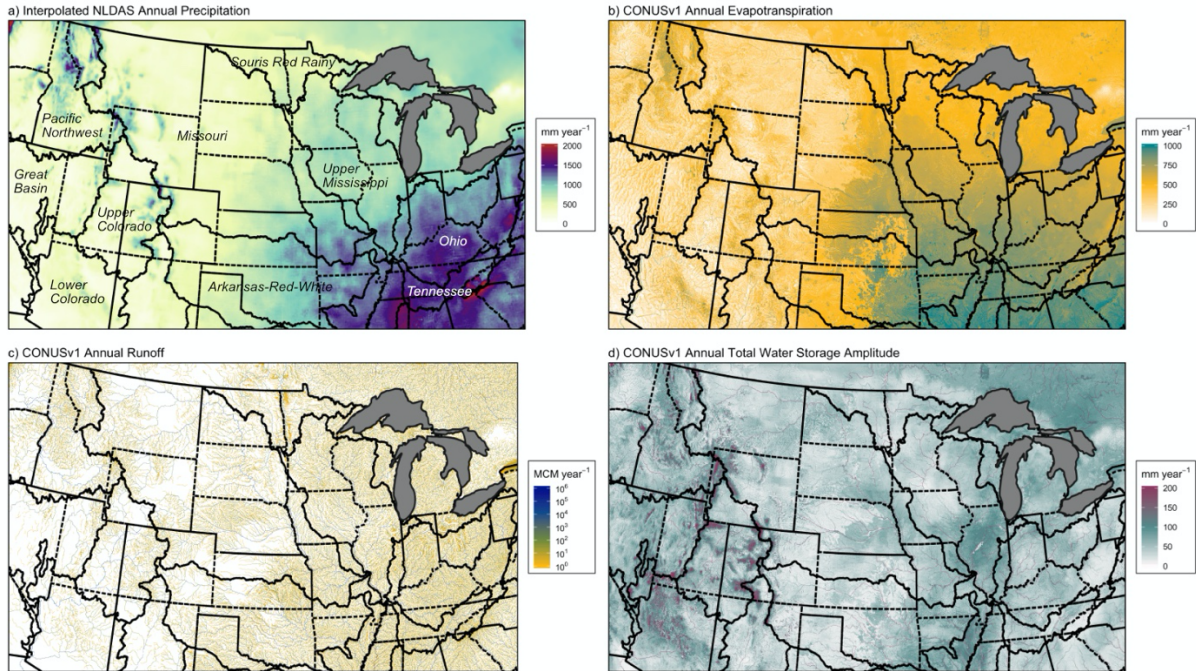 a) Interpolated NLDAS Annual Precipitation
Souris Red Rainy
Pacific
Northwest
Missouri
Great
Basin
Upper
Mississippi
Upper
Colorado
Ohio
Lower
Colorado
Arkansas-Red-White
Tennessee
mm year⁻¹
2000
1500
1000
500
0
b) CONUSv1 Annual Evapotranspiration
mm year⁻¹
1000
750
500
250
0
c) CONUSv1 Annual Runoff
MCM year⁻¹
10⁶
10⁵
10⁴
10³
10²
10¹
10⁰
d) CONUSv1 Annual Total Water Storage Amplitude
mm year⁻¹
200
150
100
50
0